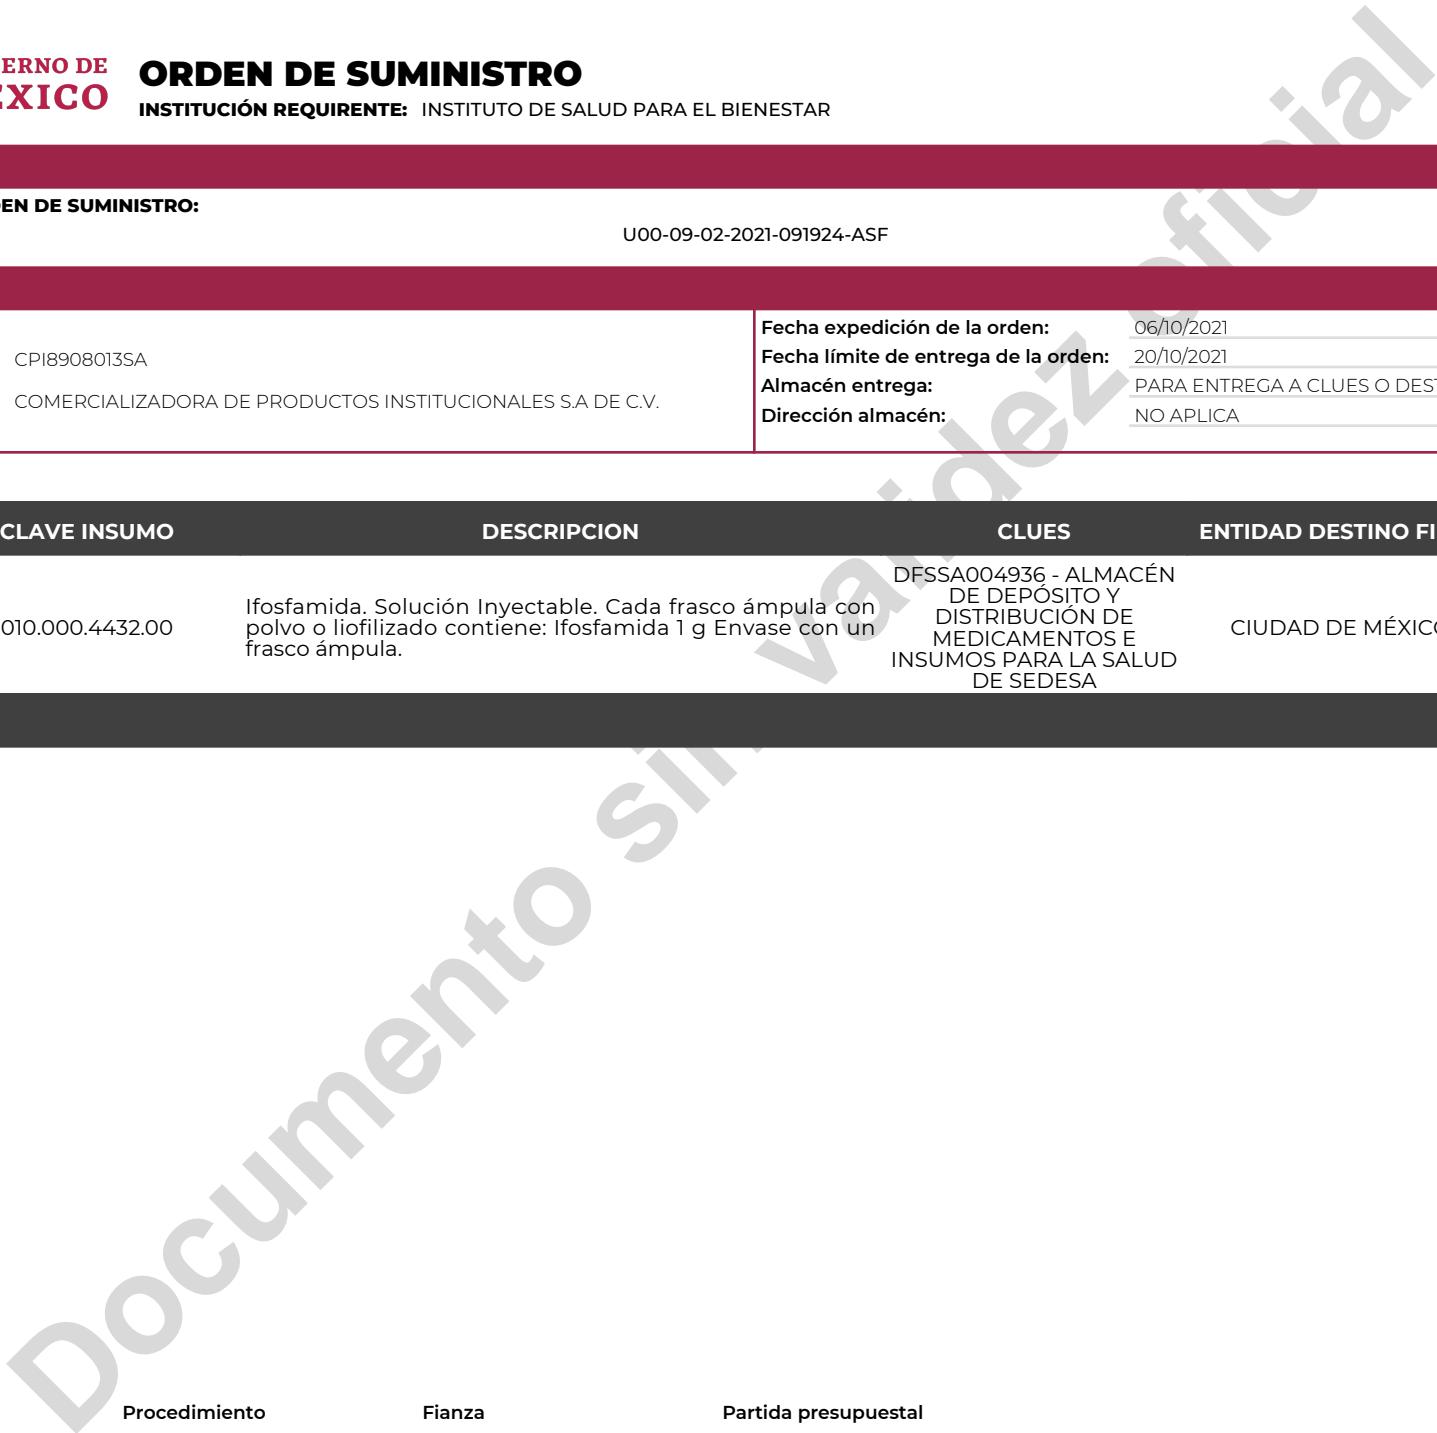 ERNO DE
ÉXICO
ORDEN DE SUMINISTRO
INSTITUCIÓN REQUIRENTE: INSTITUTO DE SALUD PARA EL BIENESTAR
EN DE SUMINISTRO:
U00-09-02-2021-091924-ASF
CPI8908013SA
COMERCIALIZADORA DE PRODUCTOS INSTITUCIONALES S.A DE C.V.
Fecha expedición de la orden: 06/10/2021
Fecha límite de entrega de la orden: 20/10/2021
Almacén entrega: PARA ENTREGA A CLUES O DEST
Dirección almacén: NO APLICA
CLAVE INSUMO DESCRIPCION CLUES ENTIDAD DESTINO FI
010.000.4432.00
Ifosfamida. Solución Inyectable. Cada frasco ámpula con
polvo o liofilizado contiene: Ifosfamida 1 g Envase con un
frasco ámpula.
DFSSA004936 - ALMACÉN
DE DEPÓSITO Y
DISTRIBUCIÓN DE
MEDICAMENTOS E
INSUMOS PARA LA SALUD
DE SEDESA
CIUDAD DE MÉXICO
Documento sin validez oficial
Procedimiento Fianza Partida presupuestal